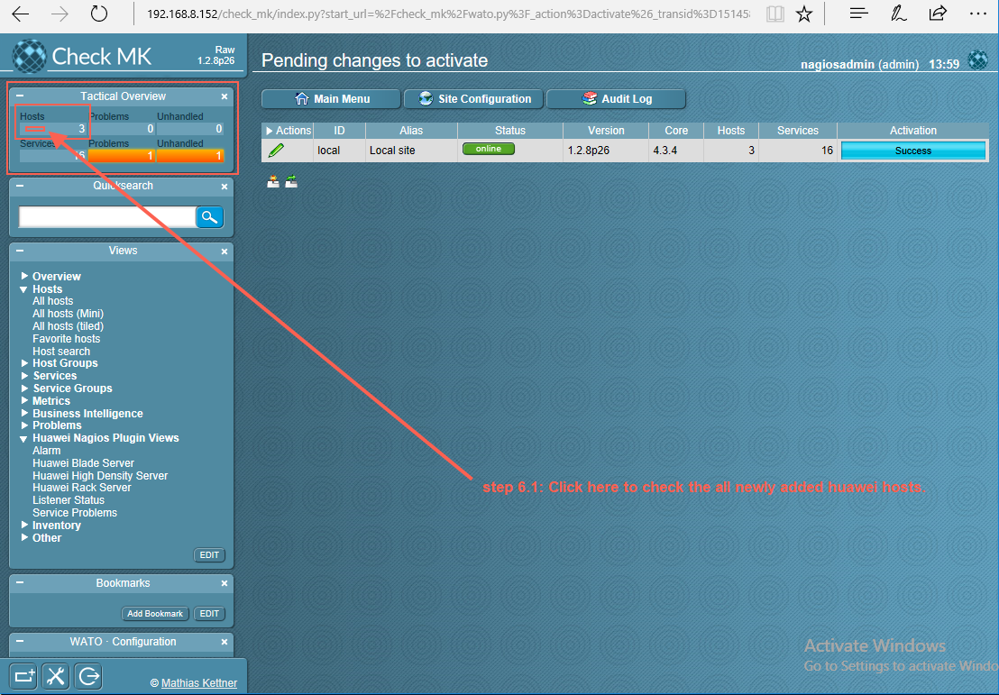 192.168.8.152/check_mk/index.py?start_url=%2Fcheck_mk%2Fwato.py%3F_action%3Dactivate%26_transid%3D15145
Check MK
Raw
1.2.8p26
Pending changes to activate
nagiosadmin (admin) 13:59
Tactical Overview
Hosts Problems Unhandled
3 0 0
Services Problems Unhandled
16 1 1
Main Menu Site Configuration Audit Log
Actions ID Alias Status Version Core Hosts Services Activation
local Local site online 1.2.8p26 4.3.4 3 16 Success
Quicksearch
Views
Overview
Hosts
All hosts
All hosts (Mini)
All hosts (tiled)
Favorite hosts
Host search
Host Groups
Services
Service Groups
Metrics
Business Intelligence
Problems
Huawei Nagios Plugin Views
Alarm
Huawei Blade Server
Huawei High Density Server
Huawei Rack Server
Listener Status
Service Problems
Inventory
Other
EDIT
step 6.1: Click here to check the all newly added huawei hosts.
Bookmarks
Add Bookmark EDIT
WATO · Configuration
© Mathias Kettner
Activate Windows
Go to Settings to activate Windo